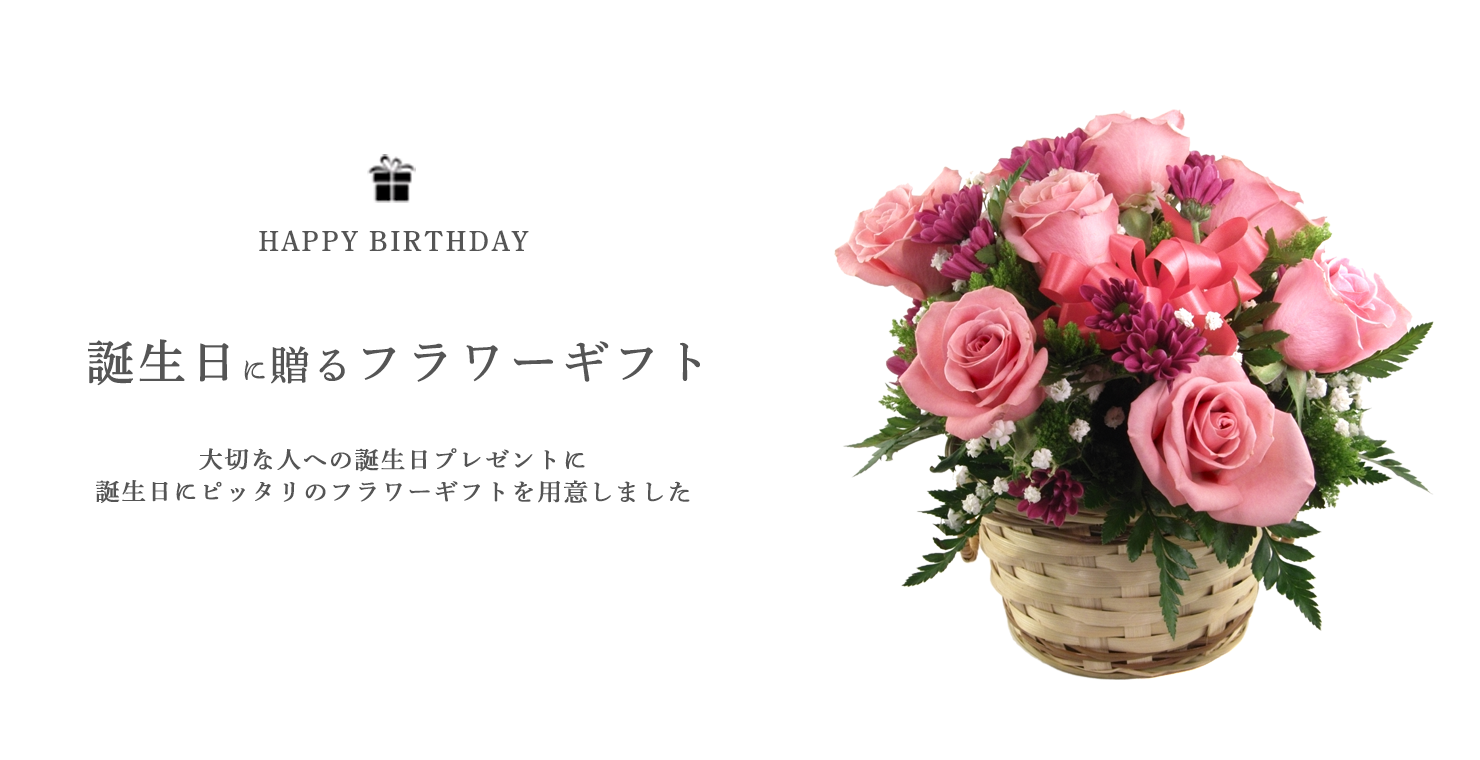 HAPPY BIRTHDAY
誕生日に贈るフラワーギフト
大切な人への誕生日プレゼントに
誕生日にピッタリのフラワーギフトを用意しました